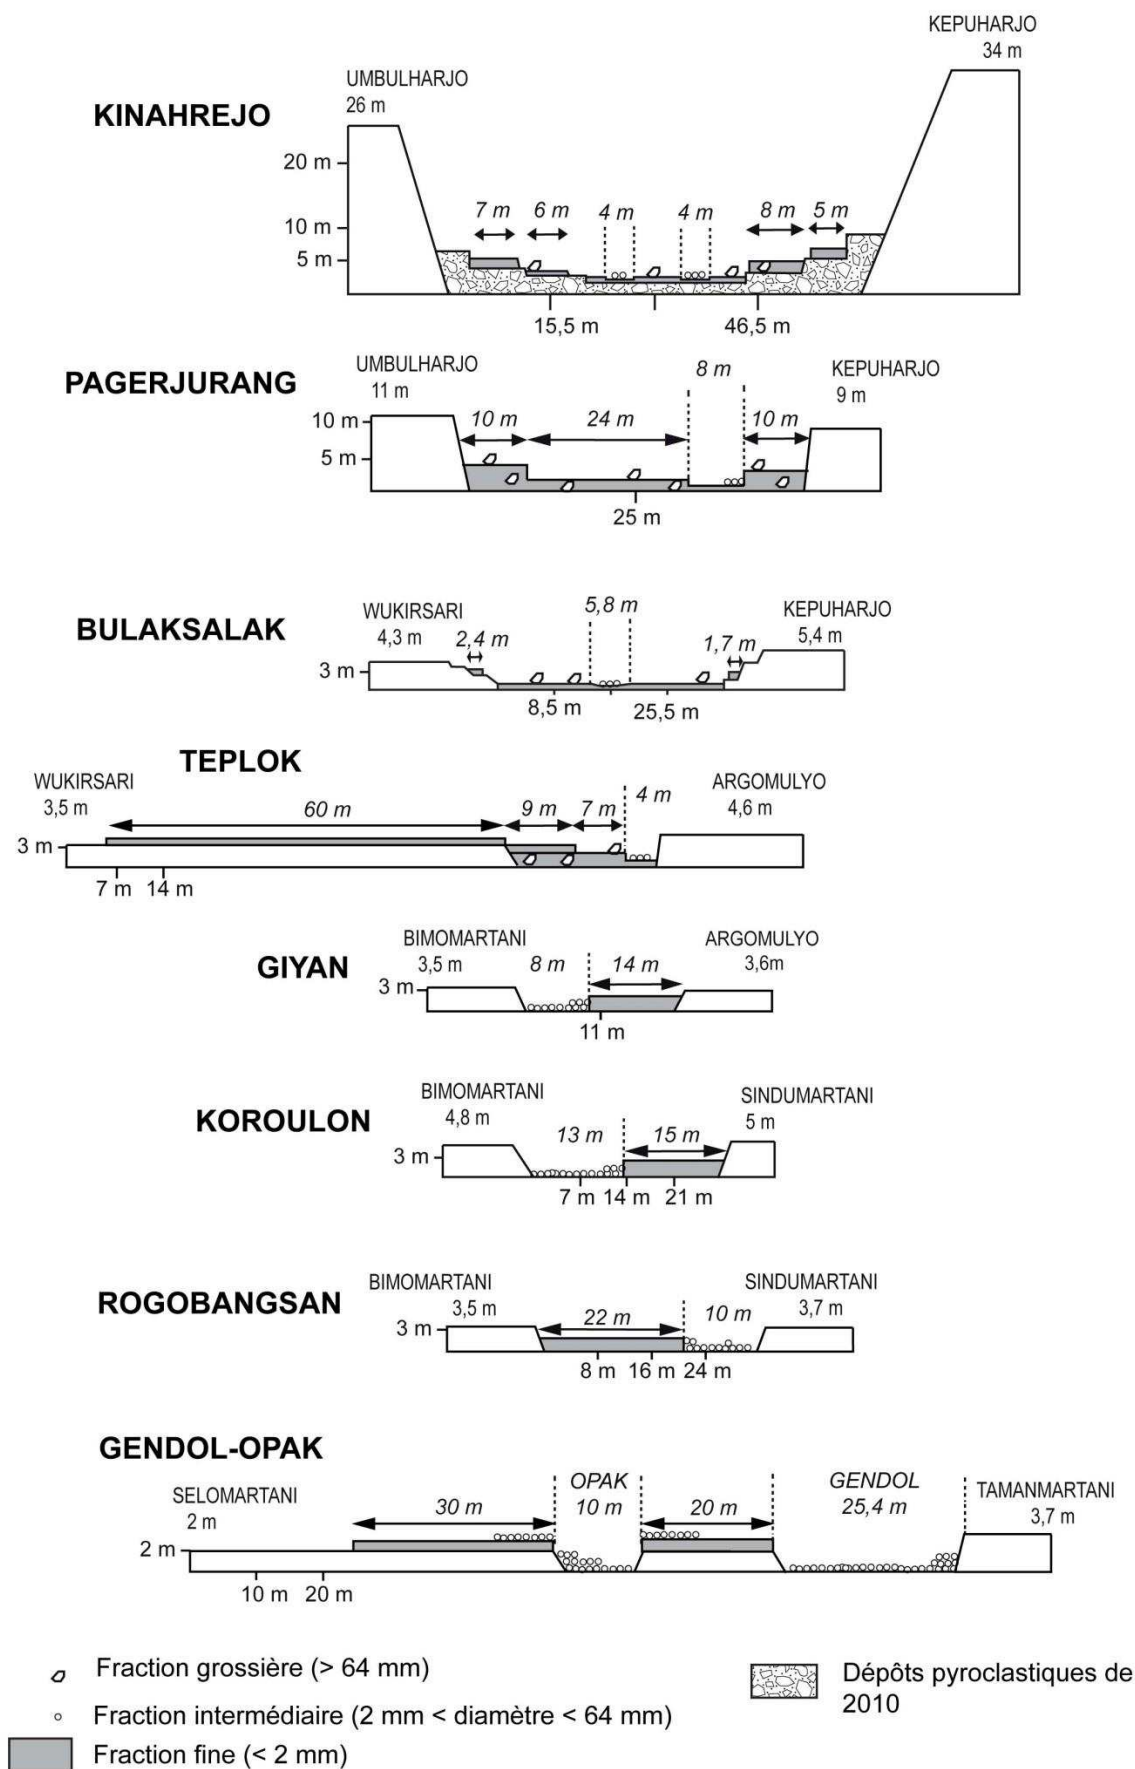 KEPUHARJO
34 m
UMBULHARJO
26 m
KINAHREJO
20 m
10 m
5 m
7 m 6 m 4 m 4 m 8 m 5 m
15,5 m 46,5 m
PAGERJURANG
UMBULHARJO
11 m
8 m
KEPUHARJO
9 m
10 m
5 m
10 m 24 m 10 m
25 m
BULAKSALAK
WUKIRSARI
4,3 m
2,4 m
5,8 m
1,7 m
KEPUHARJO
5,4 m
3 m
8,5 m 25,5 m
TEPLOK
WUKIRSARI
3,5 m
60 m 9 m 7 m 4 m
ARGOMULYO
4,6 m
3 m
7 m 14 m
GIYAN
BIMOMARTANI
3,5 m
8 m 14 m
ARGOMULYO
3,6m
3 m
11 m
KOROULON
BIMOMARTANI
4,8 m
13 m 15 m
SINDUMARTANI
5 m
3 m
7 m 14 m 21 m
ROGOBANGSAN
BIMOMARTANI
3,5 m
22 m 10 m
SINDUMARTANI
3,7 m
3 m
8 m 16 m 24 m
GENDOL-OPAK
SELOMARTANI
2 m
30 m
OPAK
10 m
20 m
GENDOL
25,4 m
TAMANMARTANI
3,7 m
2 m
10 m 20 m
Fraction grossière (> 64 mm)
Fraction intermédiaire (2 mm < diamètre < 64 mm)
Fraction fine (< 2 mm)
Dépôts pyroclastiques de
2010